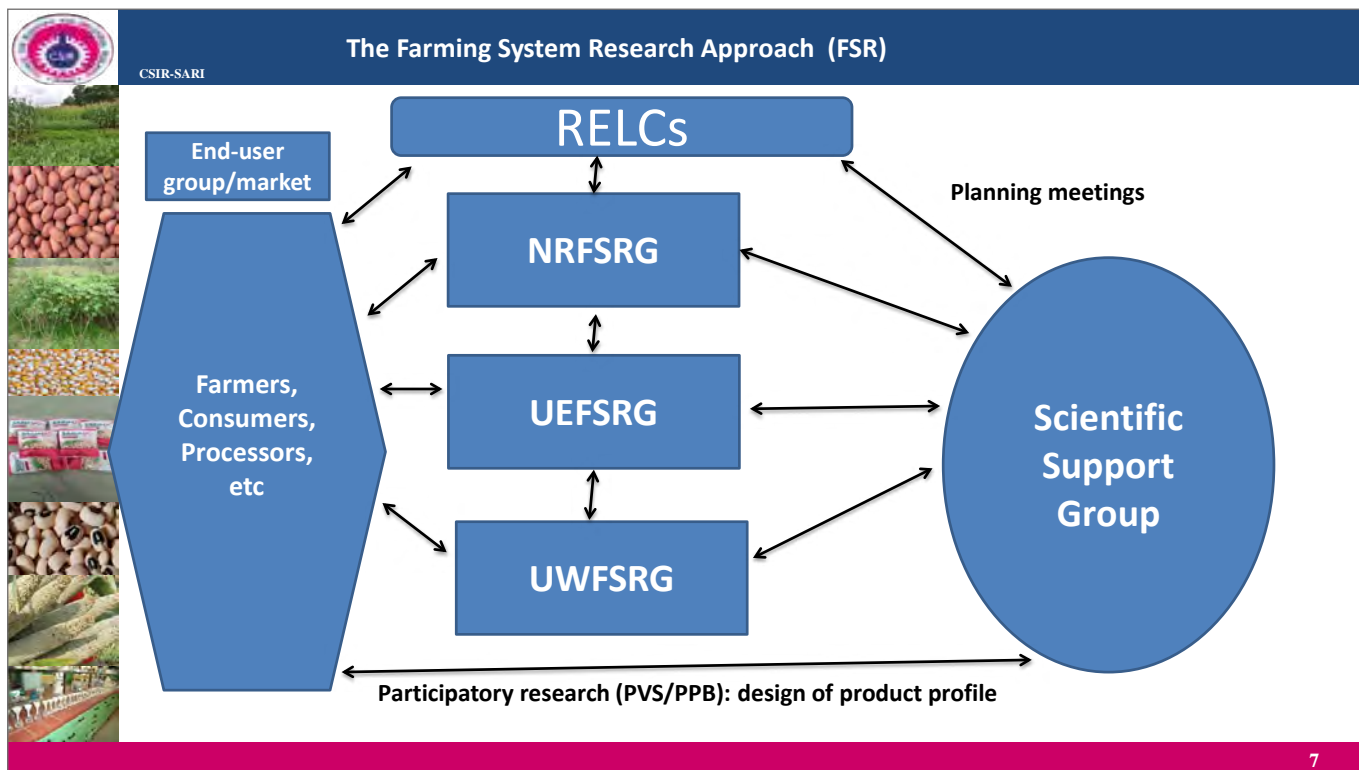 The Farming System Research Approach (FSR)
CSIR-SARI
RELCs
End-user
group/market
Planning meetings
NRFSRG
Farmers,
Consumers,
Processors,
etc
UEFSRG
Scientific
Support
Group
UWFSRG
Participatory research (PVS/PPB): design of product profile
7